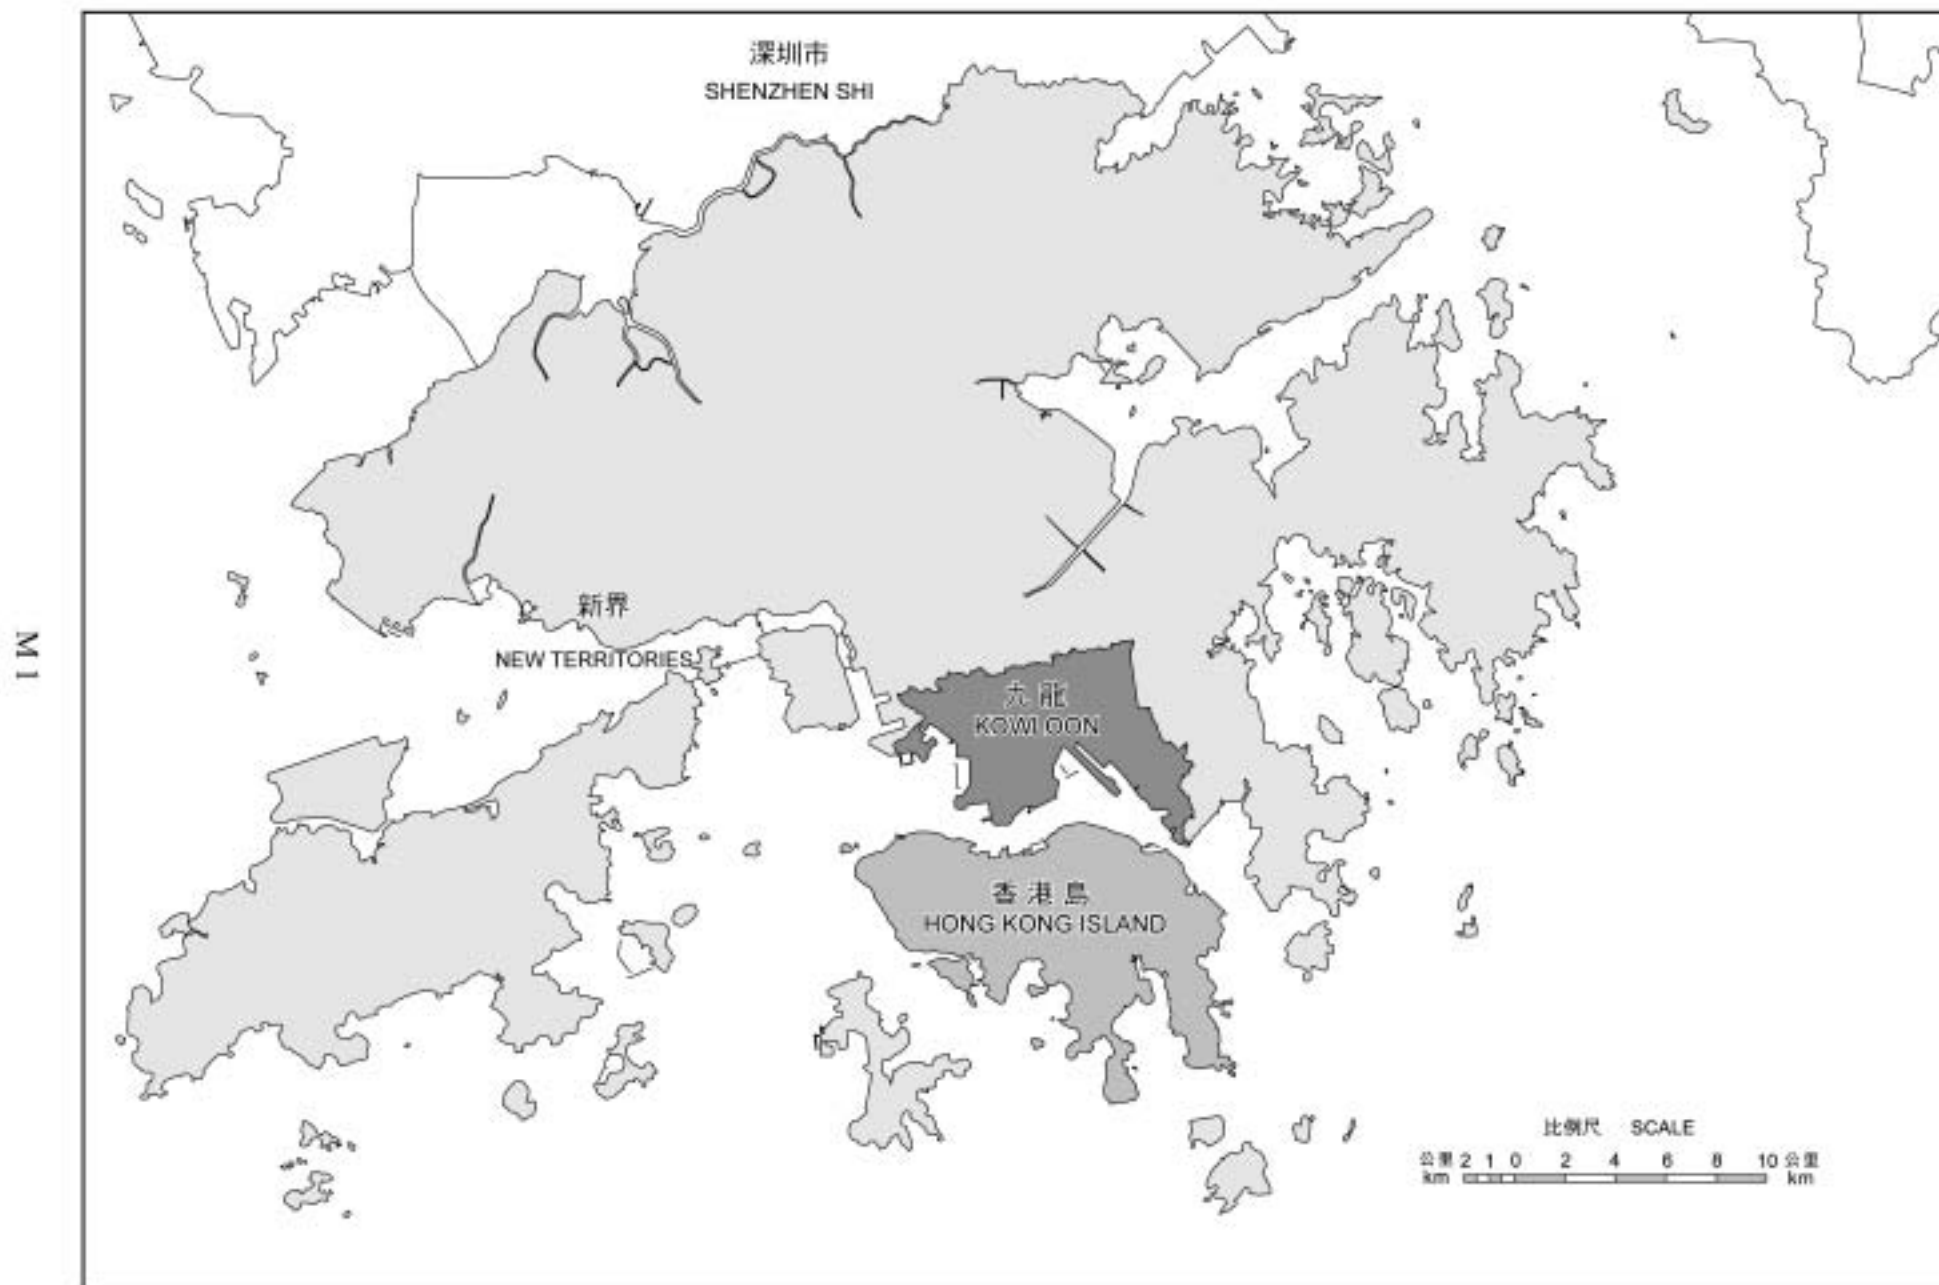 深圳市
SHENZHEN SHI
M 1
新界
NEW TERRITORIES
九龍
KOWLOON
香港島
HONG KONG ISLAND
比例尺 SCALE
公里 2 1 0 2 4 6 8 10 公里
km km